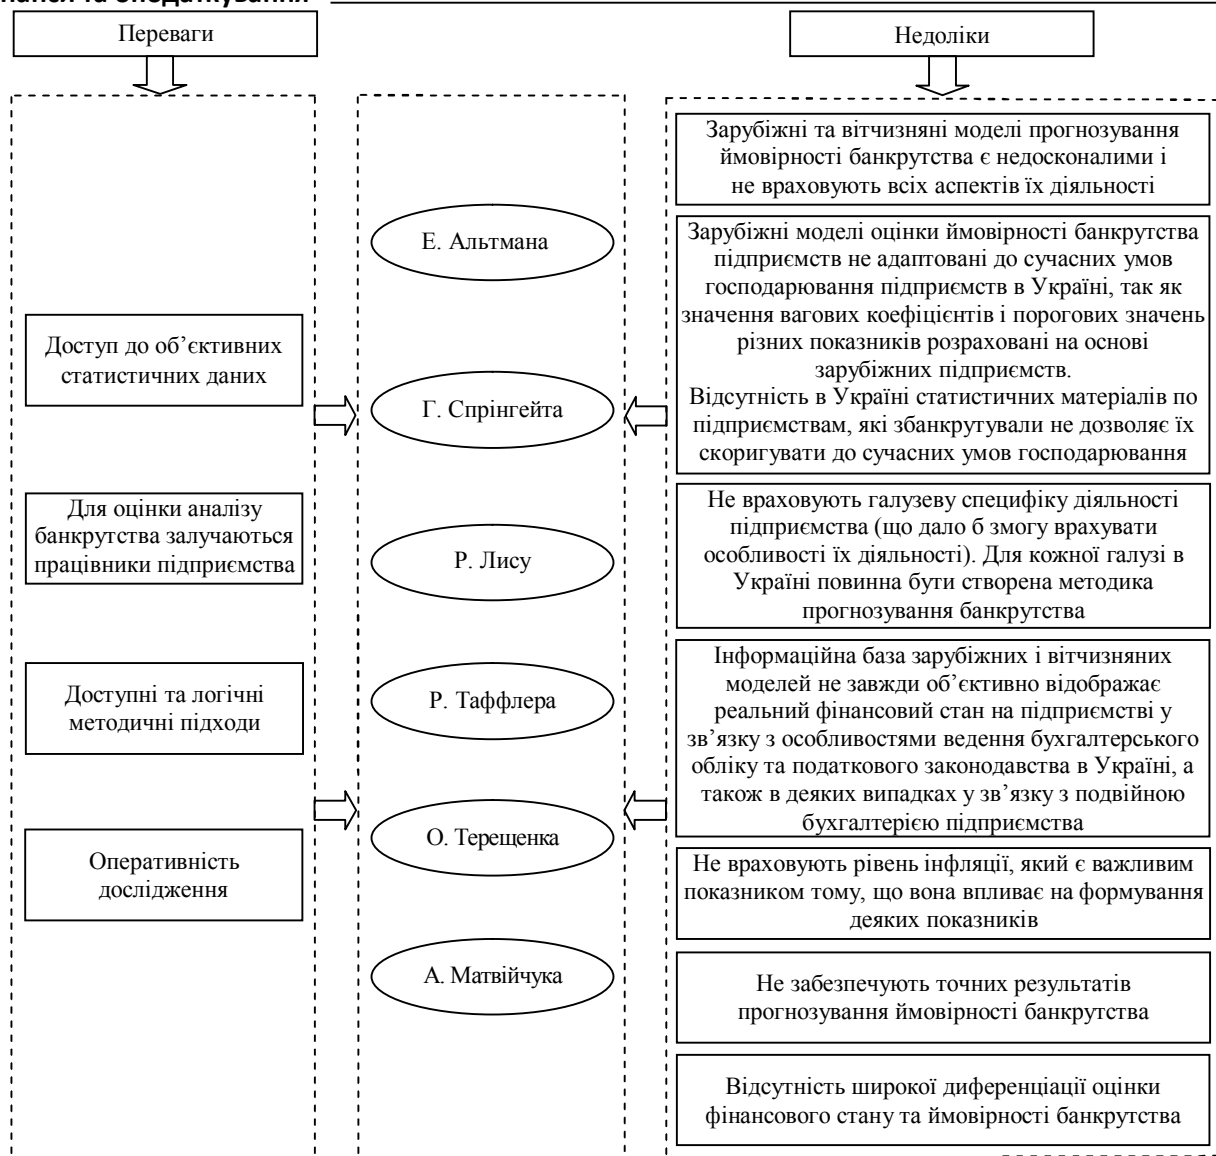 Переваги
Недоліки
Доступ до об’єктивних
статистичних даних
Для оцінки аналізу
банкрутства залучаються
працівники підприємства
Доступні та логічні
методичні підходи
Оперативність
дослідження
Е. Альтмана
Г. Спрінгейта
Р. Лису
Р. Таффлера
О. Терещенка
А. Матвійчука
Зарубіжні та вітчизняні моделі прогнозування
ймовірності банкрутства є недосконалими і
не враховують всіх аспектів їх діяльності
Зарубіжні моделі оцінки ймовірності банкрутства
підприємств не адаптовані до сучасних умов
господарювання підприємств в Україні, так як
значення вагових коефіцієнтів і порогових значень
різних показників розраховані на основі
зарубіжних підприємств.
Відсутність в Україні статистичних матеріалів по
підприємствам, які збанкрутували не дозволяє їх
скоригувати до сучасних умов господарювання
Не враховують галузеву специфіку діяльності
підприємства (що дало б змогу врахувати
особливості їх діяльності). Для кожної галузі в
Україні повинна бути створена методика
прогнозування банкрутства
Інформаційна база зарубіжних і вітчизняних
моделей не завжди об’єктивно відображає
реальний фінансовий стан на підприємстві у
зв’язку з особливостями ведення бухгалтерського
обліку та податкового законодавства в Україні, а
також в деяких випадках у зв’язку з подвійною
бухгалтерією підприємства
Не враховують рівень інфляції, який є важливим
показником тому, що вона впливає на формування
деяких показників
Не забезпечують точних результатів
прогнозування ймовірності банкрутства
Відсутність широкої диференціації оцінки
фінансового стану та ймовірності банкрутства